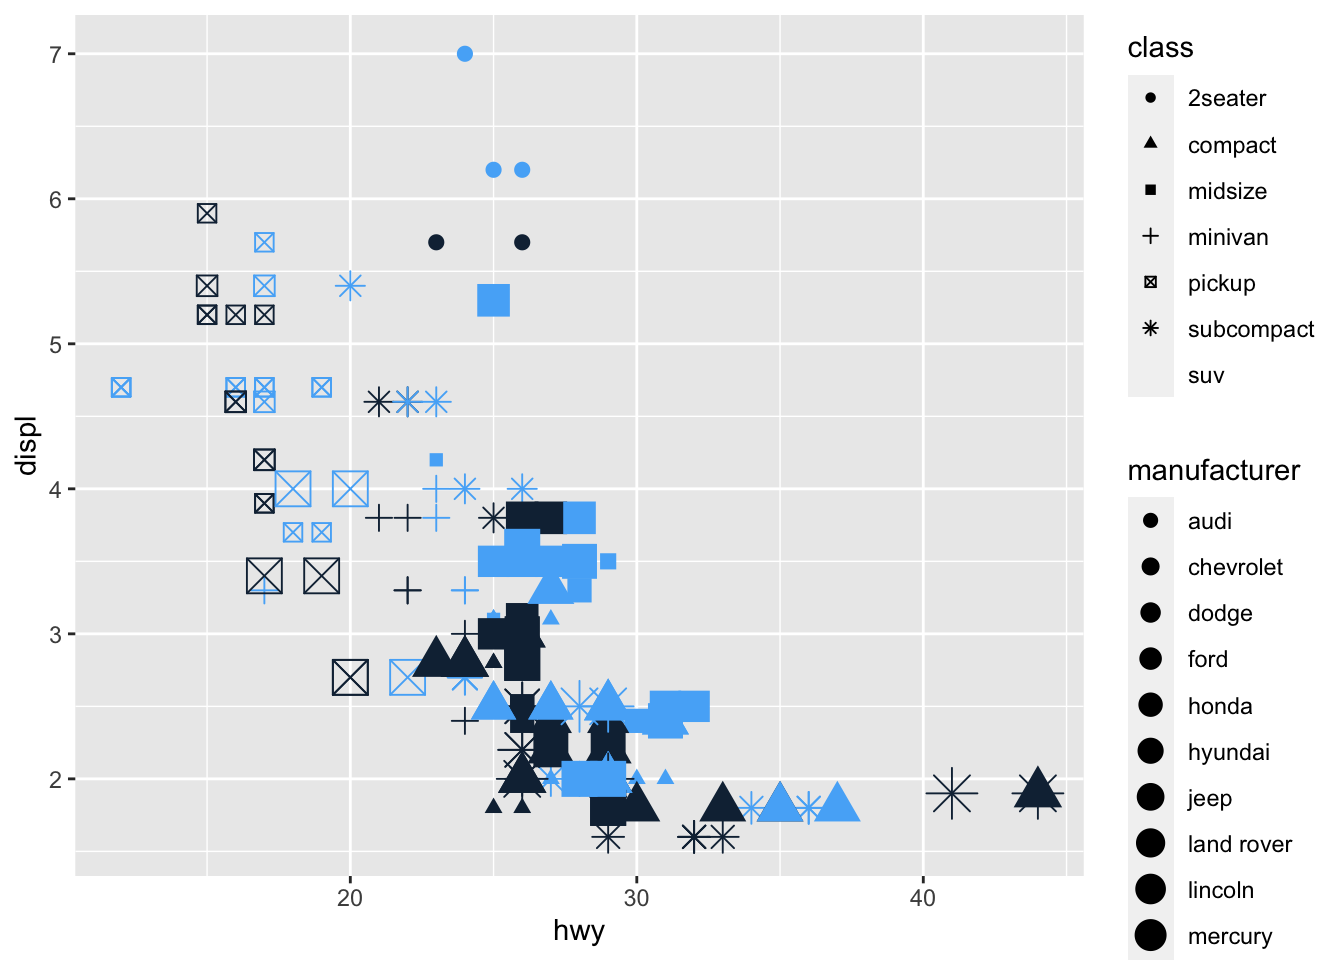 7
6
5
4
3
2
displ
20
30
40
hwy
class
2seater
compact
midsize
minivan
pickup
subcompact
suv
manufacturer
audi
chevrolet
dodge
ford
honda
hyundai
jeep
land rover
lincoln
mercury